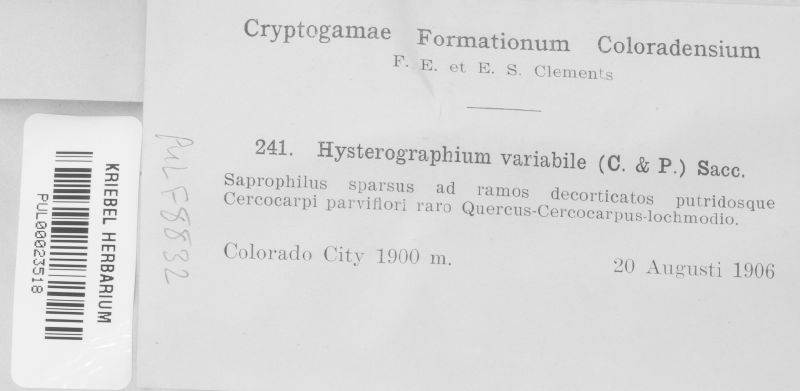 Cryptogamae Formationum Coloradensium
F. E. et E. S. Clements
241. Hysterographium variabile (C. & P.) Sacc.
Saprophilus sparsus ad ramos decorticatos putridosque
Cercocarpi parviflori raro Quercus-Cercocarpus-lochmodio.
Colorado City 1900 m.
20 Augusti 1906
PUL F8832
KRIEBEL HERBARIUM
PUL00023518